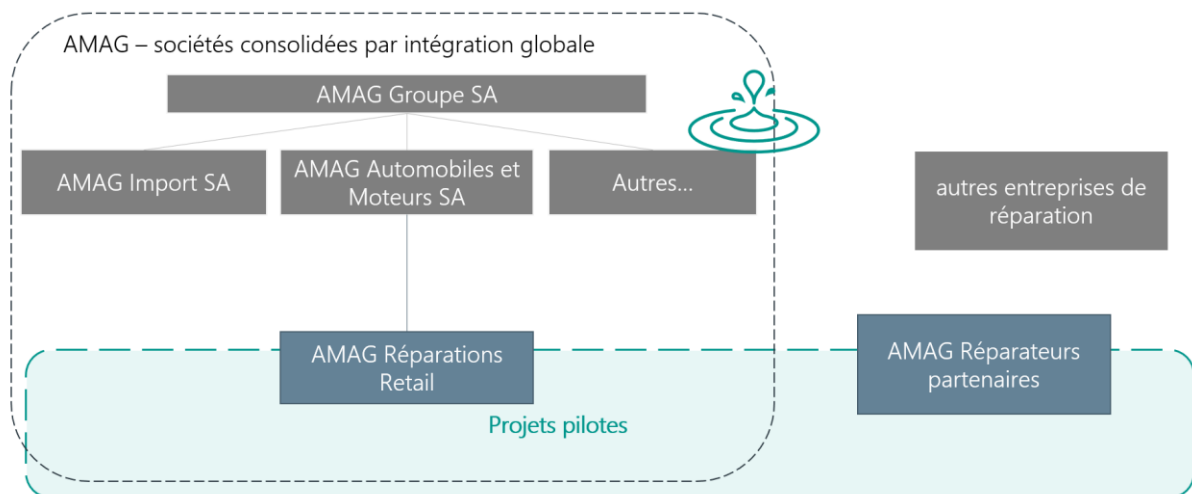 AMAG – sociétés consolidées par intégration globale
AMAG Groupe SA
AMAG Import SA
AMAG Automobiles et
Moteurs SA
Autres...
autres entreprises de
réparation
AMAG Réparations
Retail
AMAG Réparateurs
partenaires
Projets pilotes